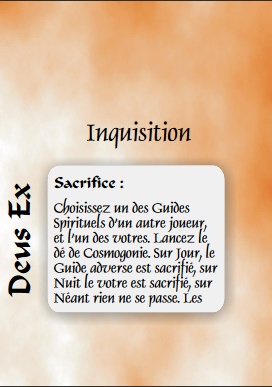 Inquisition
Deus Ex
Sacrifice :
Choisissez un des Guides
Spirituels d'un autre joueur,
et l'un des votres. Lancez le
dé de Cosmogonie. Sur Jour, le
Guide adverse est sacrifié, sur
Nuit le votre est sacrifié, sur
Néant rien ne se passe. Les